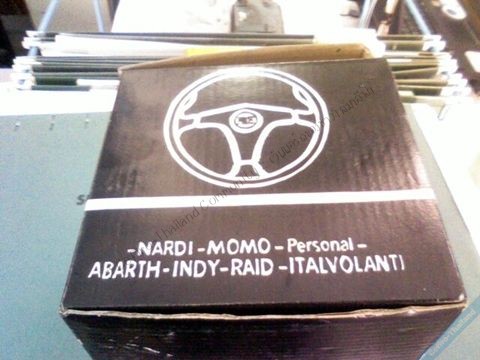 -NARDI-MOMO-Personal-
ABARTH-INDY-RAID-ITALVOLANTI